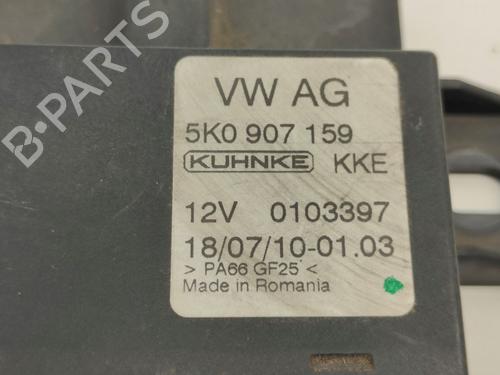 VW AG
5K0 907 159
KUHNKE KKE
12V 0103397
18/07/10-01.03
> PA66 GF25 <
Made in Romania
B-PARTS